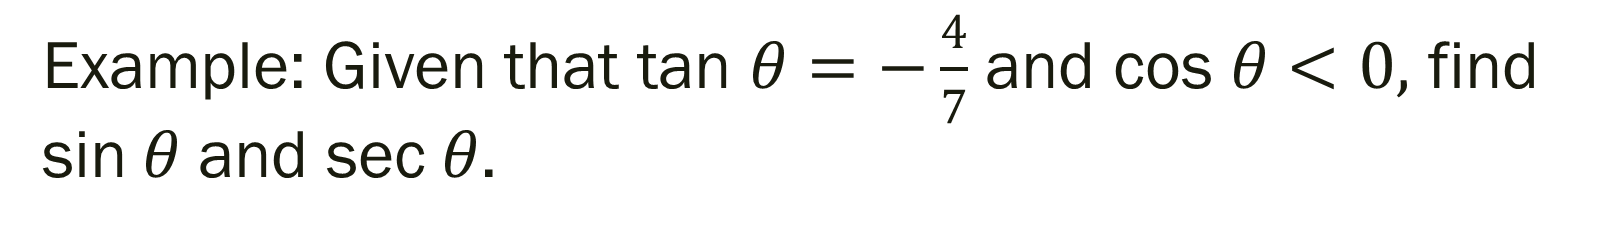 Example: Given that tan 𝜃 = −4/7 and cos 𝜃 < 0, find
sin 𝜃 and sec 𝜃.